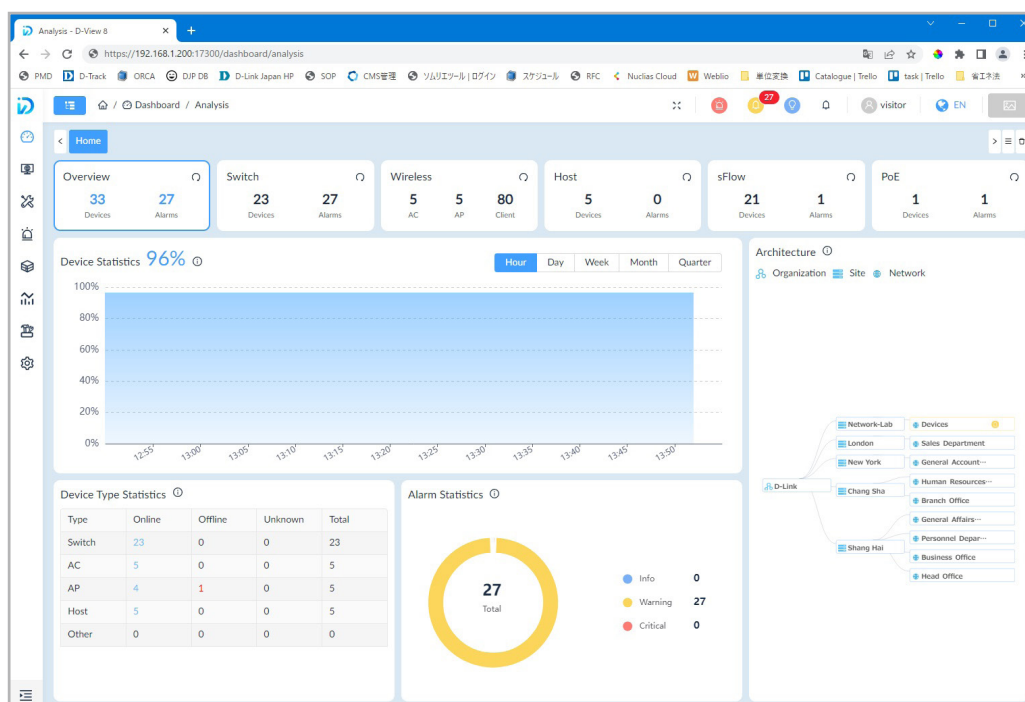 Analysis - D-View 8
https://192.168.1.200:17300/dashboard/analysis
PMD D-Track ORCA DJP DB D-Link Japan HP SOP CMS管理 ソムリエツール | ログイン スケジュール RFC Nuclias Cloud Weblio 単位変換 Catalogue | Trello task | Trello 省エネ法
/ Dashboard / Analysis 27 visitor EN
Home
Overview Switch Wireless Host sFlow PoE
33 27 23 27 5 5 80 5 0 21 1 1 1
Devices Alarms Devices Alarms AC AP Client Devices Alarms Devices Alarms Devices Alarms
Device Statistics 96%
Hour Day Week Month Quarter
100%
80%
60%
40%
20%
0%
12:55 13:00 13:05 13:10 13:15 13:20 13:25 13:30 13:35 13:40 13:45 13:50
Architecture
Organization Site Network
D-Link
Network-Lab Devices
London Sales Department
New York General Account...
Chang Sha
Human Resources...
Branch Office
Shang Hai
General Affairs...
Personnel Depar...
Business Office
Head Office
Device Type Statistics
Type Online Offline Unknown Total
Switch 23 0 0 23
AC 5 0 0 5
AP 4 1 0 5
Host 5 0 0 5
Other 0 0 0 0
Alarm Statistics
27
Total
Info 0
Warning 27
Critical 0